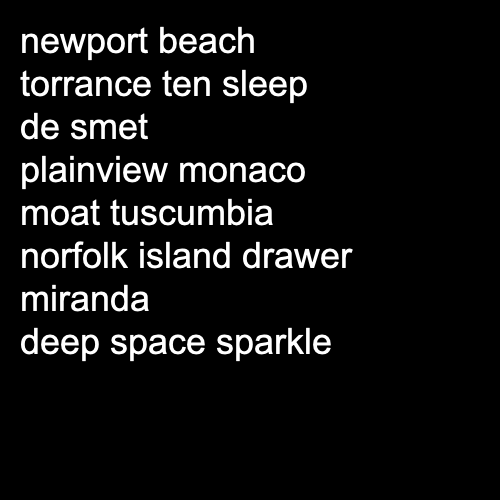 newport beach
torrance ten sleep
de smet
plainview monaco
moat tuscumbia
norfolk island drawer
miranda
deep space sparkle